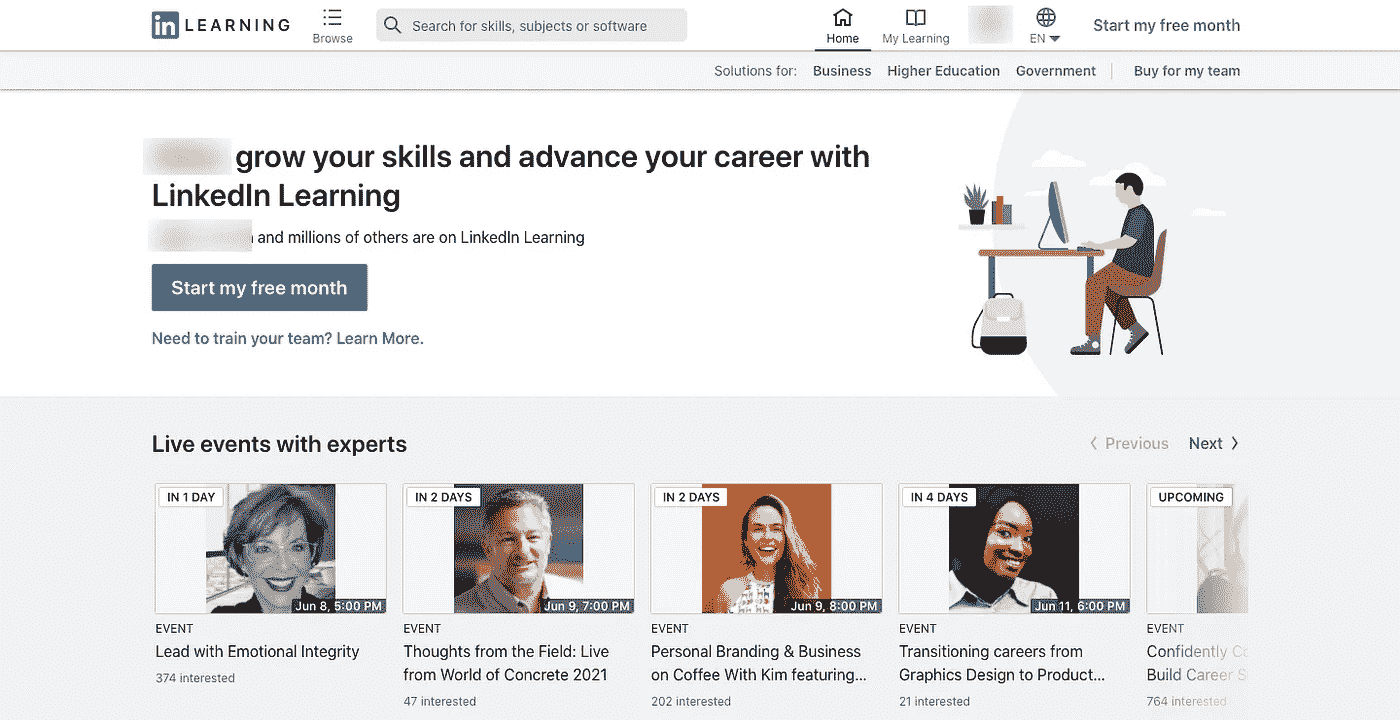 in LEARNING
Browse
Search for skills, subjects or software
Home
My Learning
EN
Start my free month
Solutions for: Business Higher Education Government Buy for my team
grow your skills and advance your career with
LinkedIn Learning
and millions of others are on LinkedIn Learning
Start my free month
Need to train your team? Learn More.
Live events with experts
Previous Next
IN 1 DAY
Jun 8, 5:00 PM
EVENT
Lead with Emotional Integrity
374 interested
IN 2 DAYS
Jun 9, 7:00 PM
EVENT
Thoughts from the Field: Live
from World of Concrete 2021
47 interested
IN 2 DAYS
Jun 9, 8:00 PM
EVENT
Personal Branding & Business
on Coffee With Kim featuring...
202 interested
IN 4 DAYS
Jun 11, 6:00 PM
EVENT
Transitioning careers from
Graphics Design to Product...
21 interested
UPCOMING
EVENT
Confidently
Build Career
764 interested